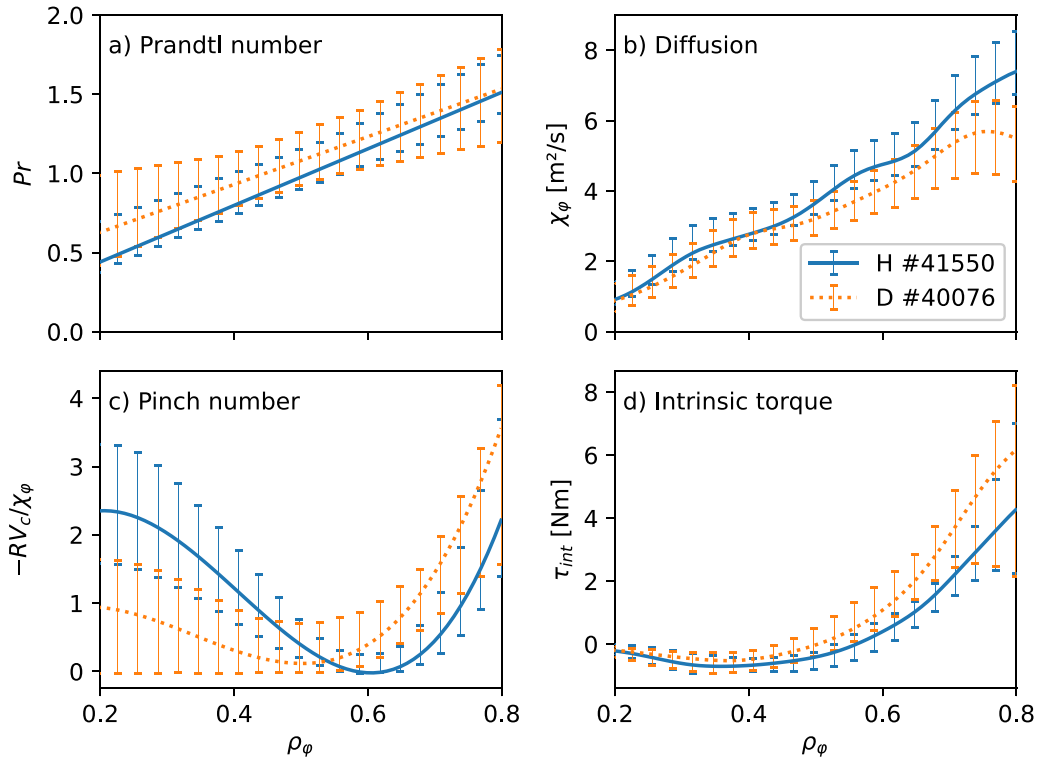 2.0
1.5
1.0
0.5
0.0
Pr
a) Prandtl number
8
6
4
2
0
χφ [m²/s]
b) Diffusion
H #41550
D #40076
4
3
2
1
0
−RVc/χφ
c) Pinch number
0.2 0.4 0.6 0.8
ρφ
8
6
4
2
0
τint [Nm]
d) Intrinsic torque
0.2 0.4 0.6 0.8
ρφ